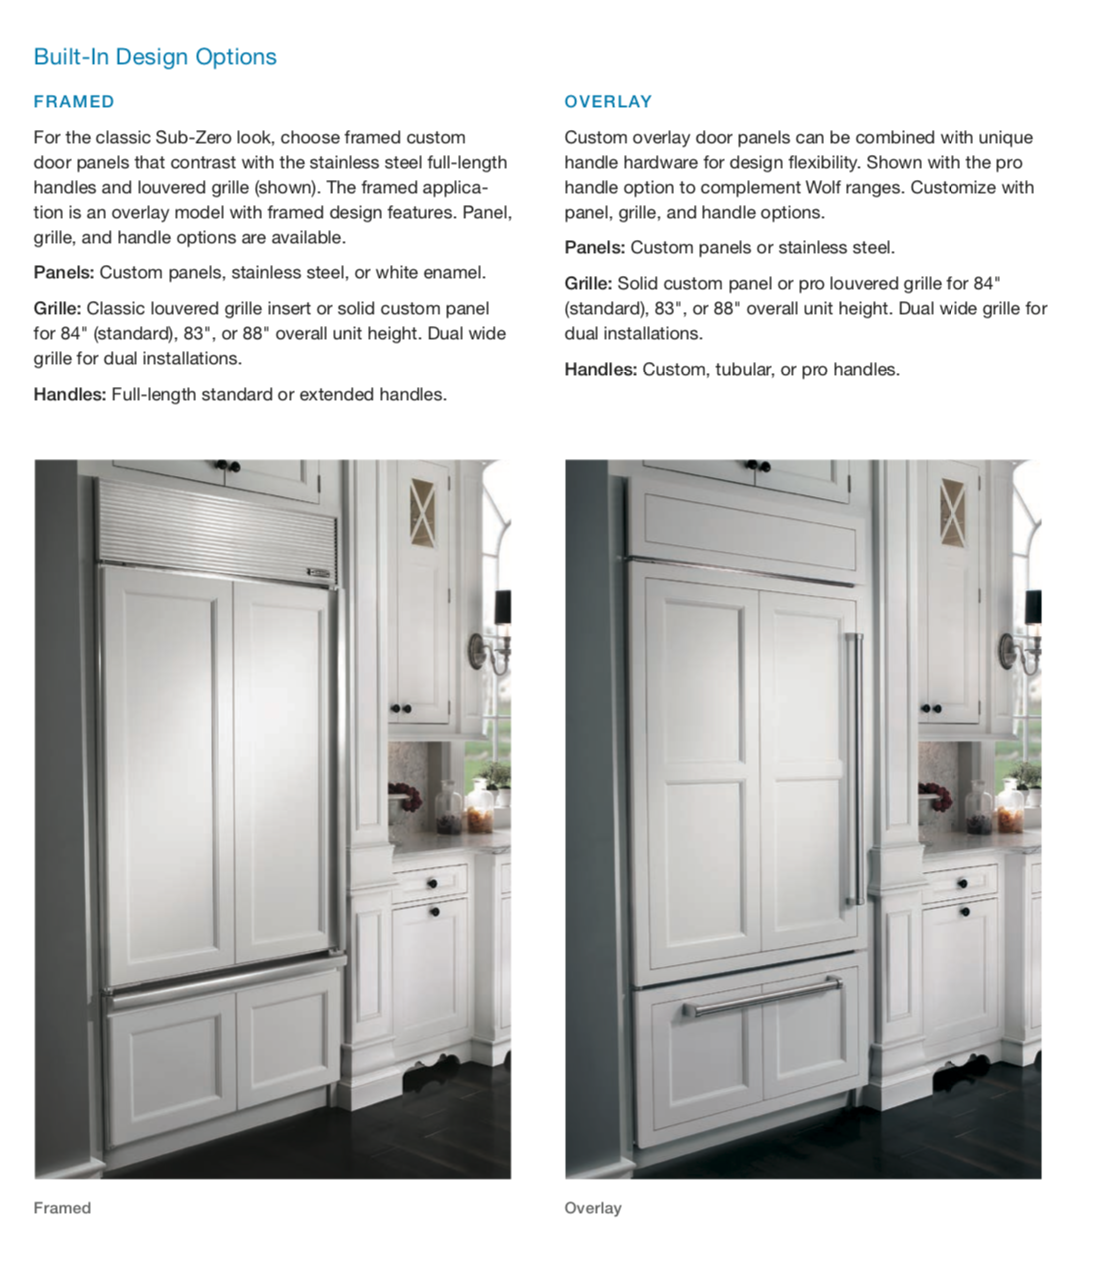 Built-In Design Options
FRAMED
For the classic Sub-Zero look, choose framed custom
door panels that contrast with the stainless steel full-length
handles and louvered grille (shown). The framed applica-
tion is an overlay model with framed design features. Panel,
grille, and handle options are available.
Panels: Custom panels, stainless steel, or white enamel.
Grille: Classic louvered grille insert or solid custom panel
for 84" (standard), 83", or 88" overall unit height. Dual wide
grille for dual installations.
Handles: Full-length standard or extended handles.
OVERLAY
Custom overlay door panels can be combined with unique
handle hardware for design flexibility. Shown with the pro
handle option to complement Wolf ranges. Customize with
panel, grille, and handle options.
Panels: Custom panels or stainless steel.
Grille: Solid custom panel or pro louvered grille for 84"
(standard), 83", or 88" overall unit height. Dual wide grille for
dual installations.
Handles: Custom, tubular, or pro handles.
Framed
Overlay